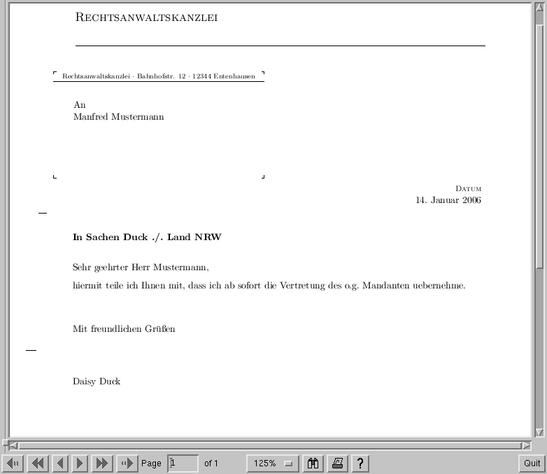 Rechtsanwaltskanzlei
Rechtsanwaltskanzlei · Bahnhofstr. 12 · 12344 Entenhausen
An
Manfred Mustermann
Datum
14. Januar 2006
In Sachen Duck ./. Land NRW
Sehr geehrter Herr Mustermann,
hiermit teile ich Ihnen mit, dass ich ab sofort die Vertretung des o.g. Mandanten uebernehme.
Mit freundlichen Grüßen
Daisy Duck
Page 1 of 1 125% ? Quit